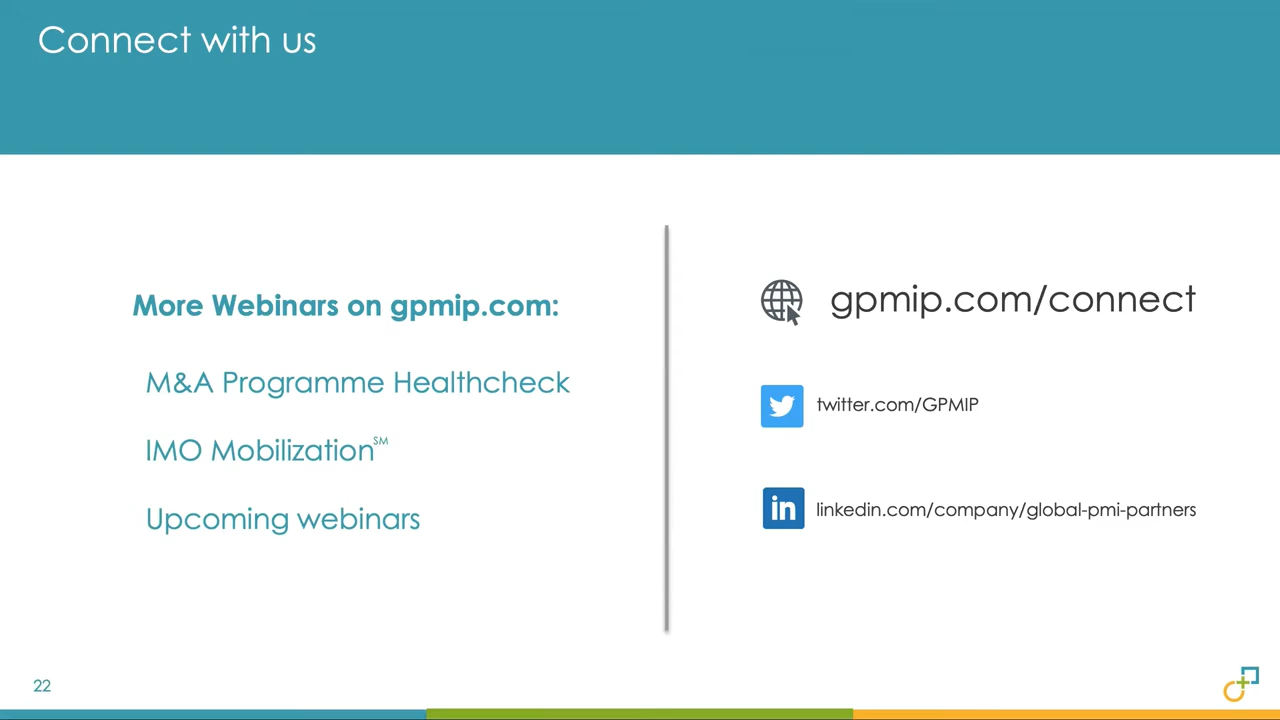 Connect with us
More Webinars on gpmip.com:
M&A Programme Healthcheck
IMO Mobilization℠
Upcoming webinars
gpmip.com/connect
twitter.com/GPMIP
in
linkedin.com/company/global-pmi-partners
22